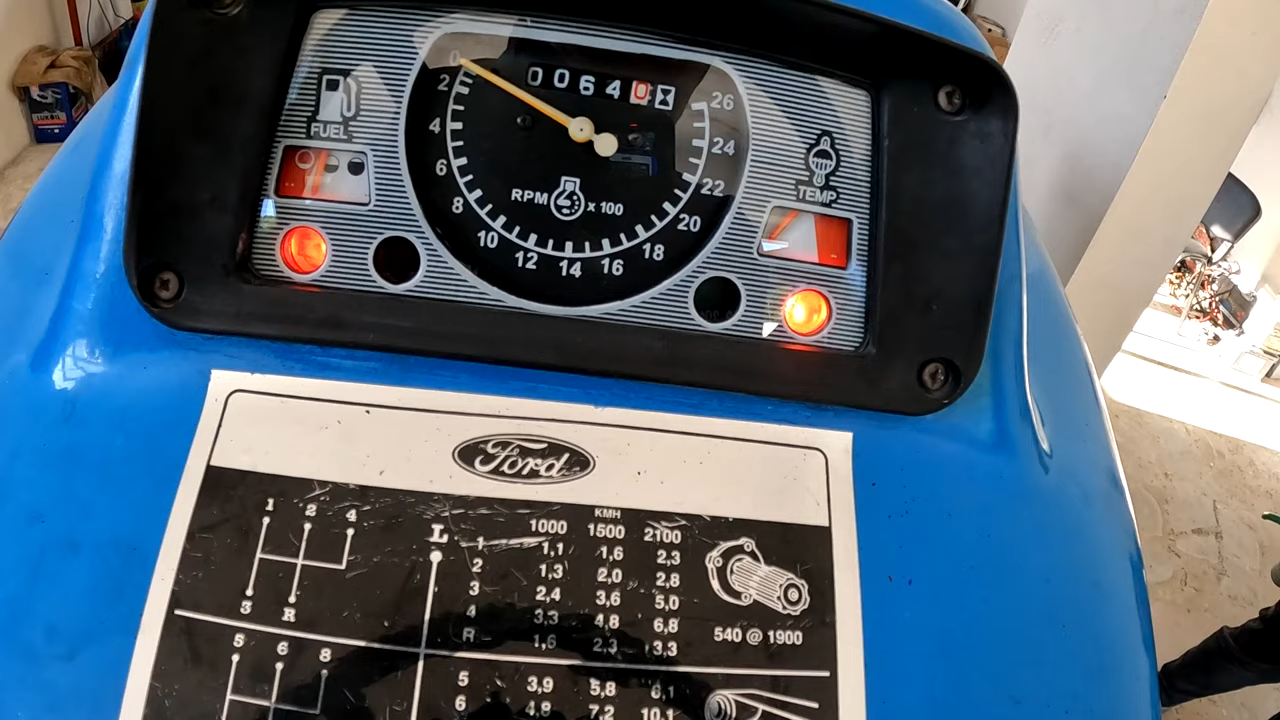 00640
FUEL
TEMP.
0
2
4
6
8
10
12
14
16
18
20
22
24
26
RPM x 100
LUKOIL
Ford
1 2 4
3 R
L
KMH
1000 1500 2100
1 1,1 1,6 2,3
2 1,3 2,0 2,8
3 2,4 3,6 5,0
4 3,3 4,8 6,8
R 1,6 2,3 3,3
540 @ 1900
5 6 8
5 3,9 5,8 8,1
6 4,8 7,2 10,1